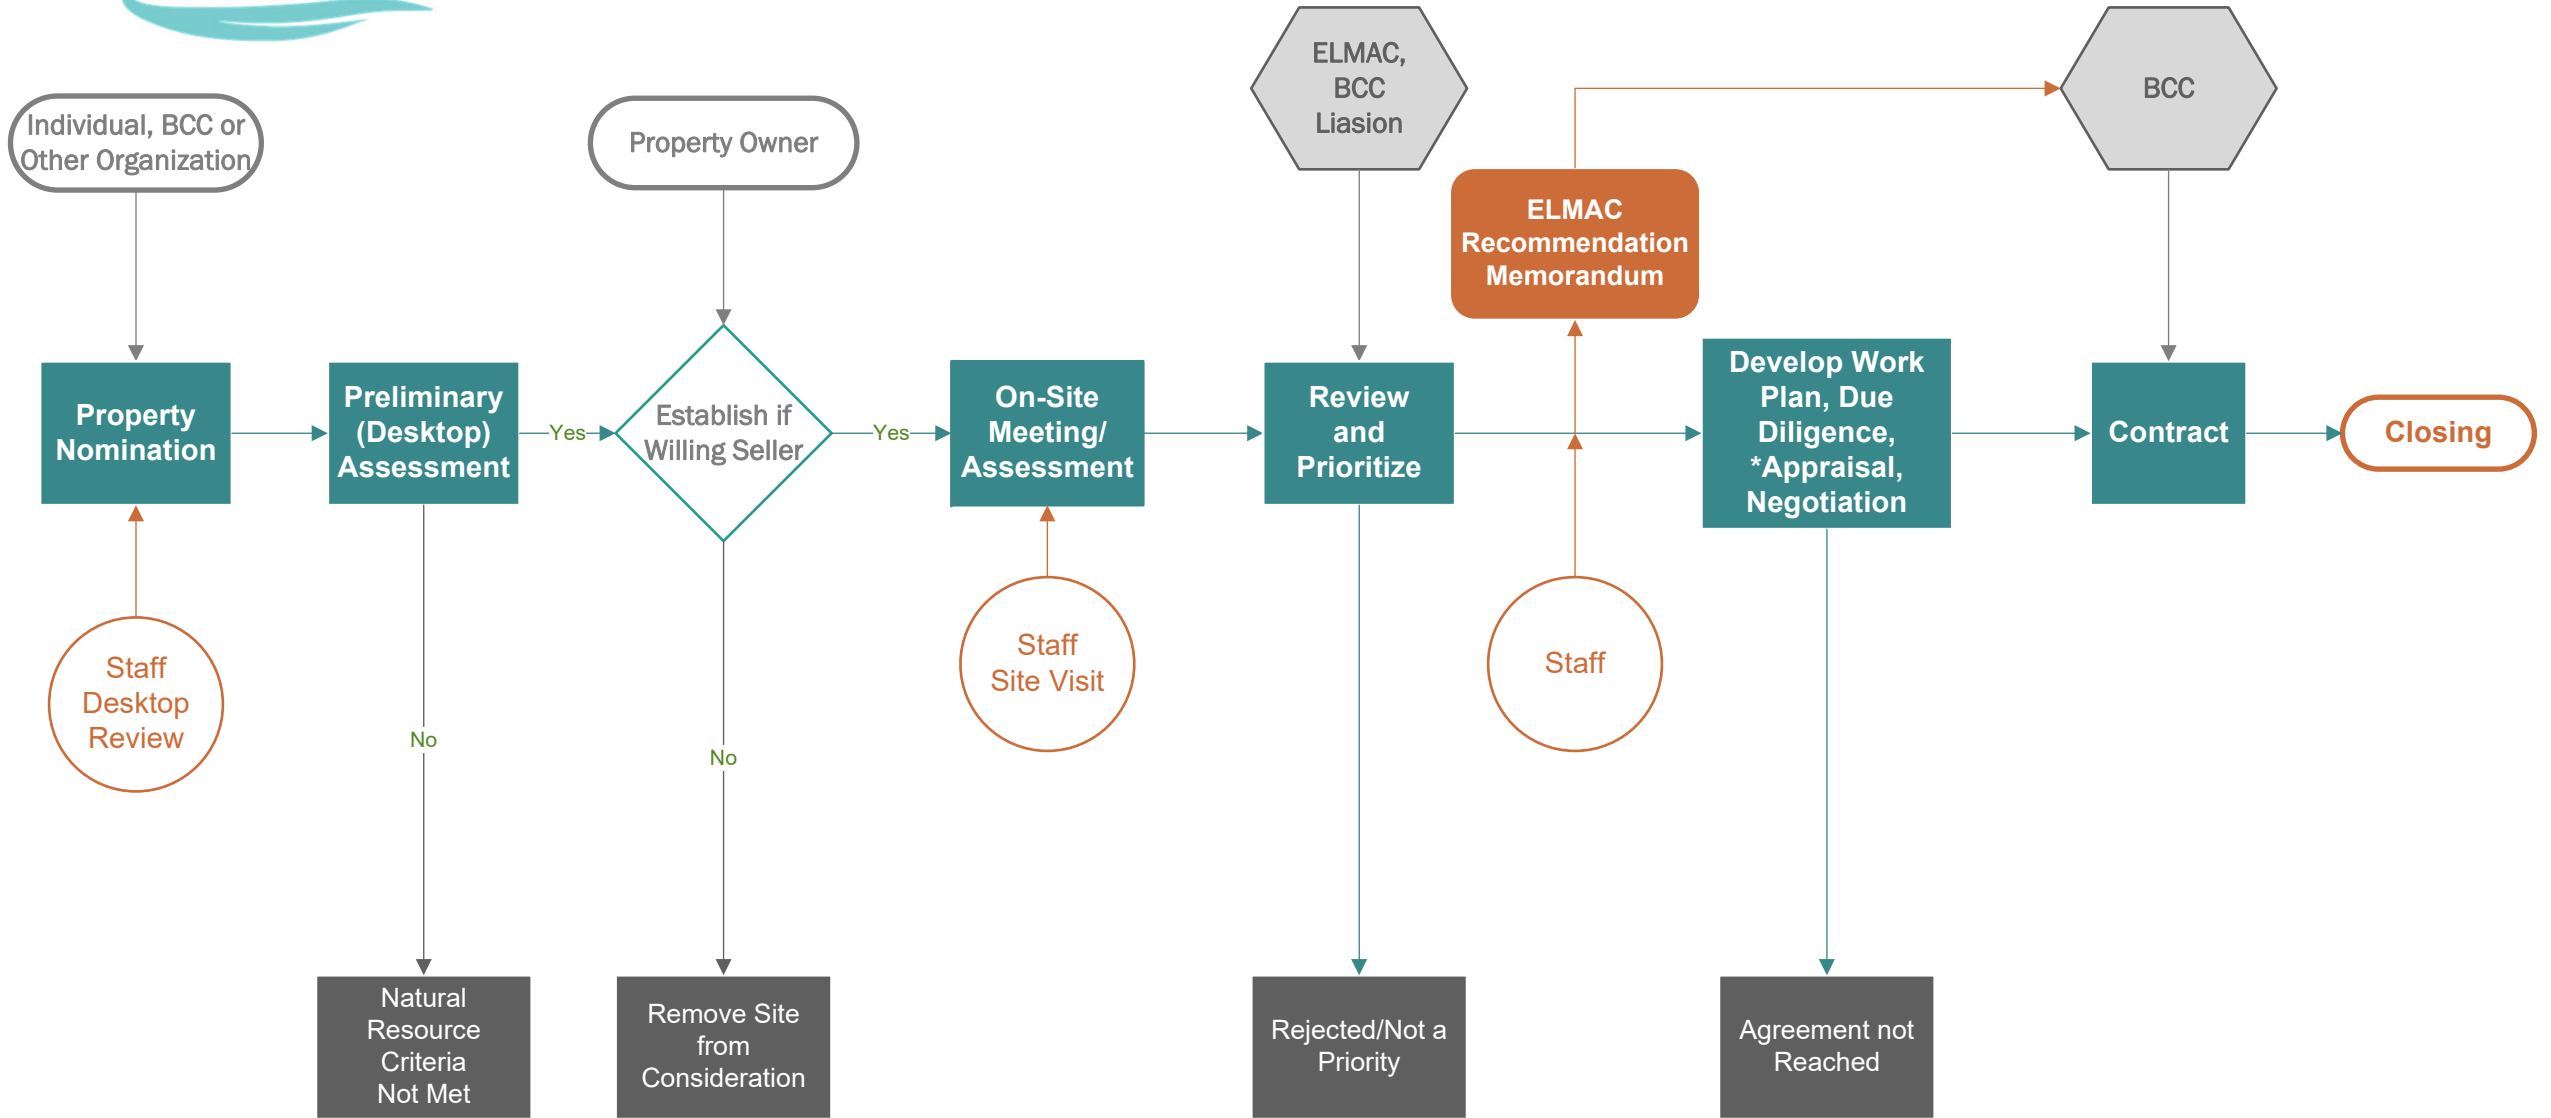 Individual, BCC or
Other Organization
Property Owner
ELMAC,
BCC
Liasion
BCC
ELMAC
Recommendation
Memorandum
Property
Nomination
Preliminary
(Desktop)
Assessment
Yes
Establish if
Willing Seller
Yes
On-Site
Meeting/
Assessment
Review
and
Prioritize
Develop Work
Plan, Due
Diligence,
*Appraisal,
Negotiation
Contract
Closing
Staff
Desktop
Review
No
No
Staff
Site Visit
Staff
Natural
Resource
Criteria
Not Met
Remove Site
from
Consideration
Rejected/Not a
Priority
Agreement not
Reached